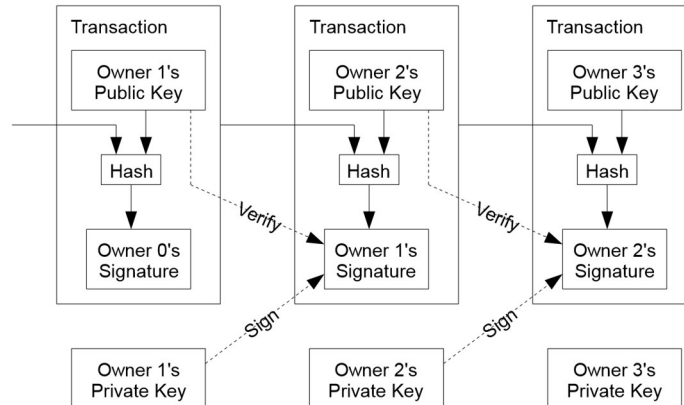 Transaction
Transaction
Transaction
Owner 1's
Public Key
Owner 2's
Public Key
Owner 3's
Public Key
Hash
Hash
Hash
Verify
Verify
Owner 0's
Signature
Owner 1's
Signature
Owner 2's
Signature
Sign
Sign
Owner 1's
Private Key
Owner 2's
Private Key
Owner 3's
Private Key